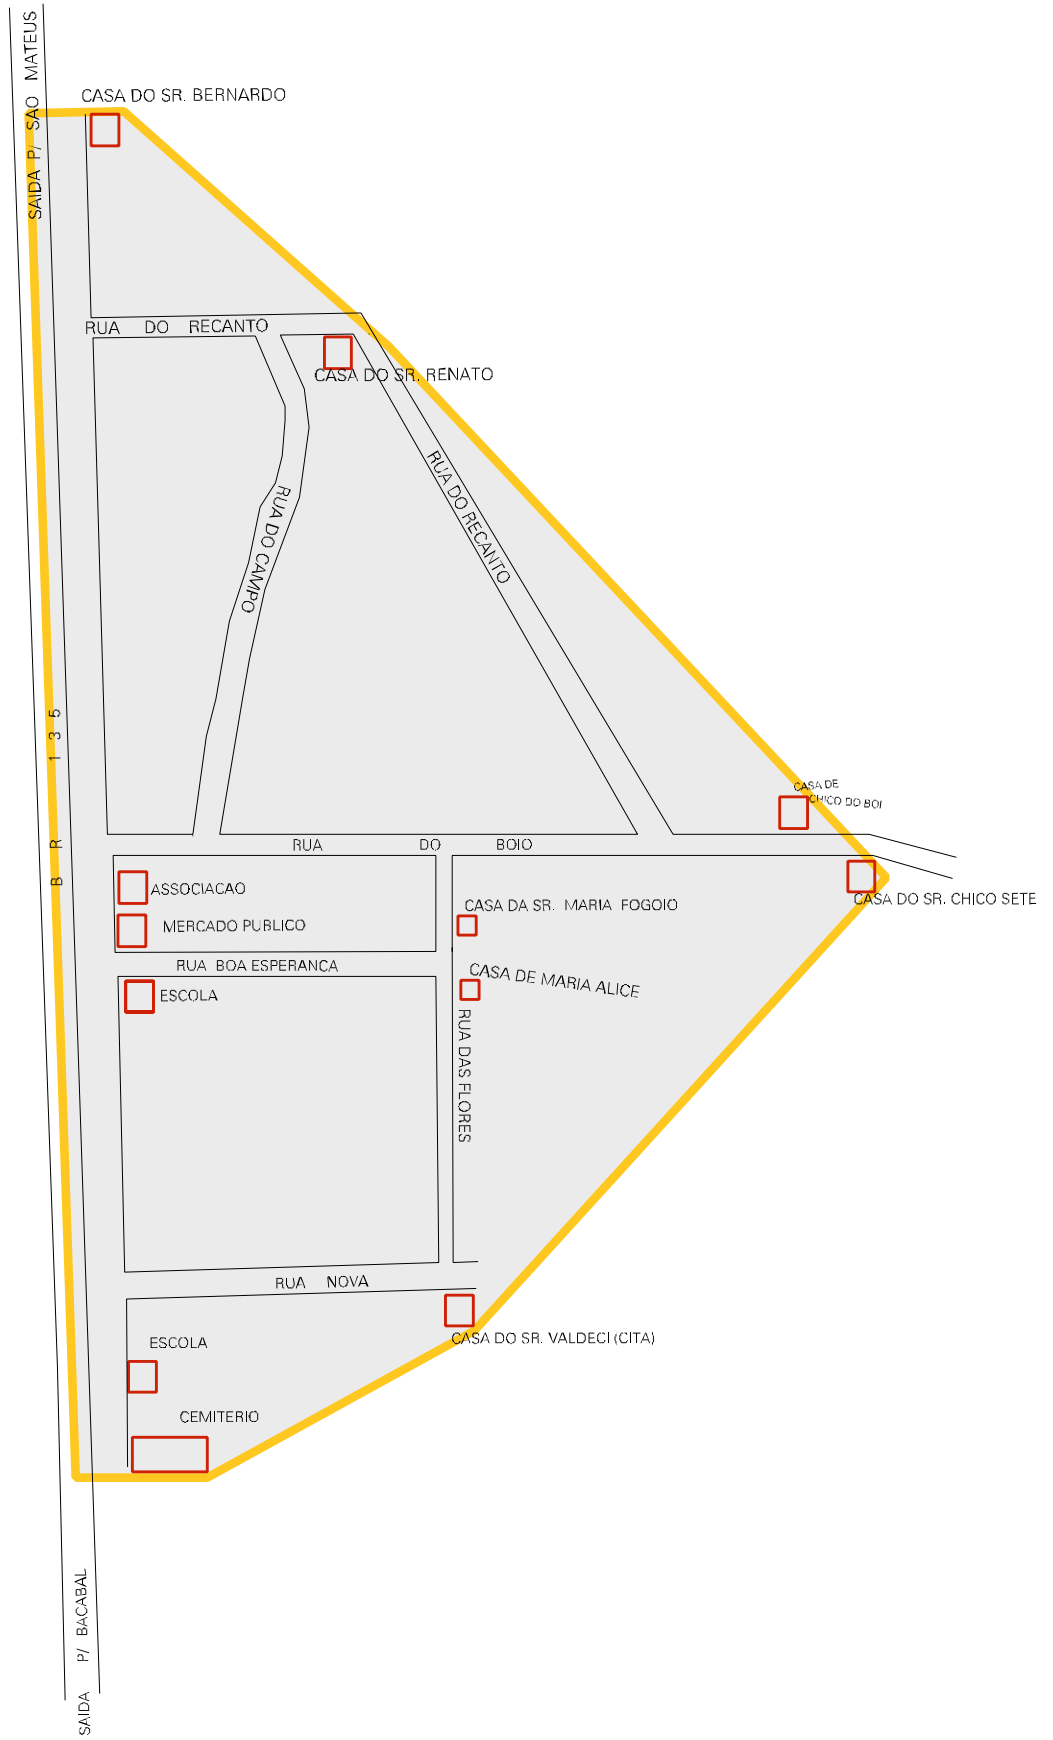 SAIDA P/ SAO MATEUS
CASA DO SR. BERNARDO
RUA DO RECANTO
CASA DO SR. RENATO
RUA DO RECANTO
RUA DO CAMPO
BR 135
CASA DE
CHICO DO BOI
RUA DO BOIO
ASSOCIACAO
CASA DO SR. CHICO SETE
CASA DA SR. MARIA FOGOIO
MERCADO PUBLICO
RUA BOA ESPERANCA
CASA DE MARIA ALICE
ESCOLA
RUA DAS FLORES
RUA NOVA
CASA DO SR. VALDECI (CITA)
ESCOLA
CEMITERIO
SAIDA P/ BACABAL